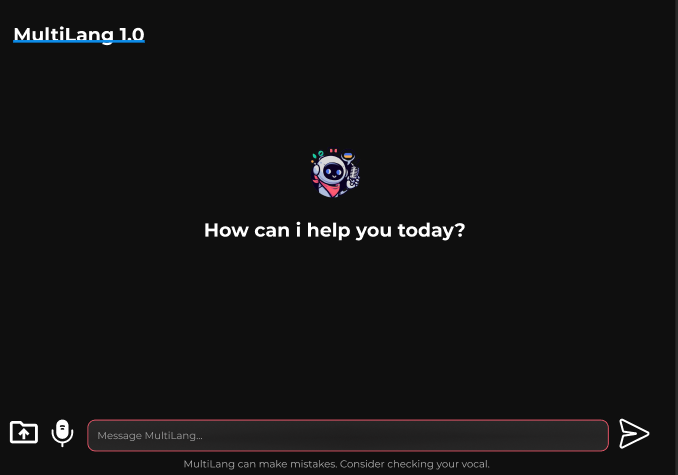 MultiLang 1.0
How can i help you today?
Message MultiLang...
MultiLang can make mistakes. Consider checking your vocal.